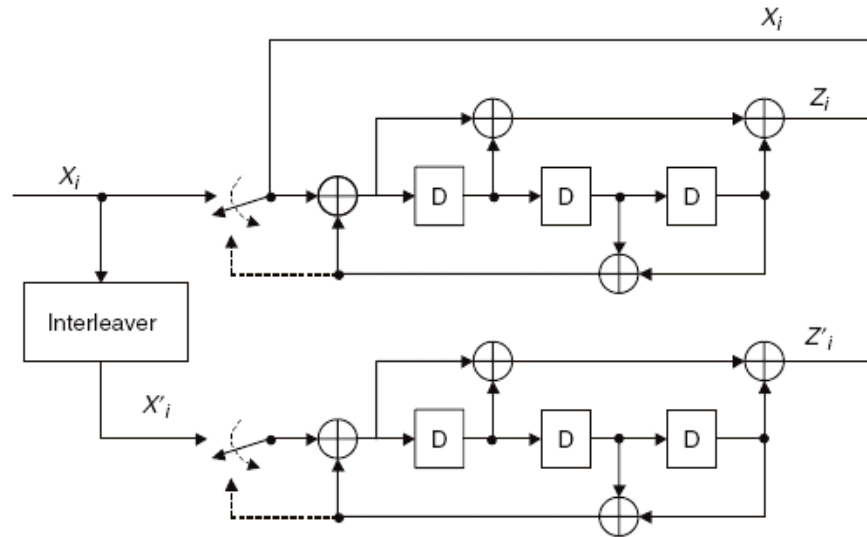 X_i
Z_i
X_i
D D D
Interleaver
Z'_i
X'_i
D D D